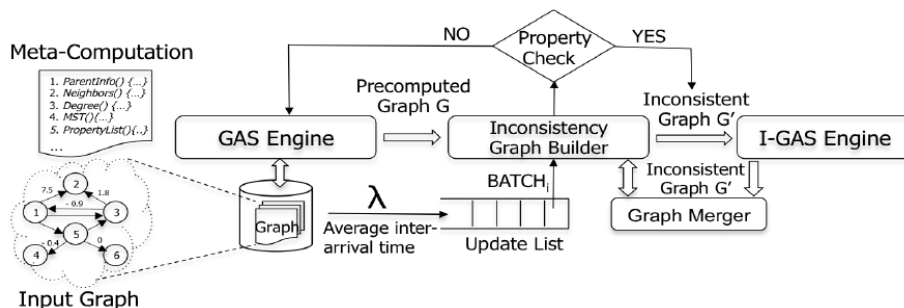 NO
Property
Check
YES
Meta-Computation
1. ParentInfo() {...}
2. Neighbors() {...}
3. Degree() {...}
4. MST(){...}
5. PropertyList(){..}
...
Precomputed
Graph G
Inconsistent
Graph G'
GAS Engine
Inconsistency
Graph Builder
I-GAS Engine
Inconsistent
Graph G'
BATCHi
Graph Merger
Graph
λ
Average inter-
arrival time
Update List
7.5
2
1.8
- 0.9
1
3
5
- 0.4
0
4
6
Input Graph